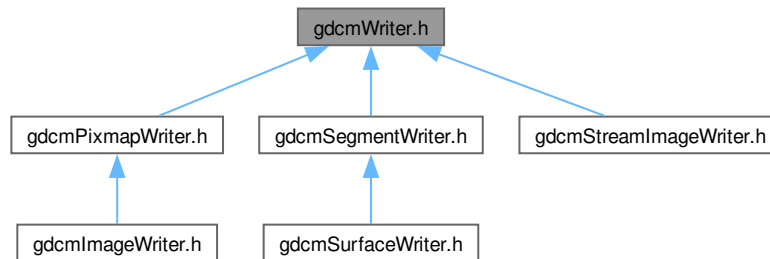 gdcmWriter.h
gdcmPixmapWriter.h
gdcmSegmentWriter.h
gdcmStreamImageWriter.h
gdcmImageWriter.h
gdcmSurfaceWriter.h